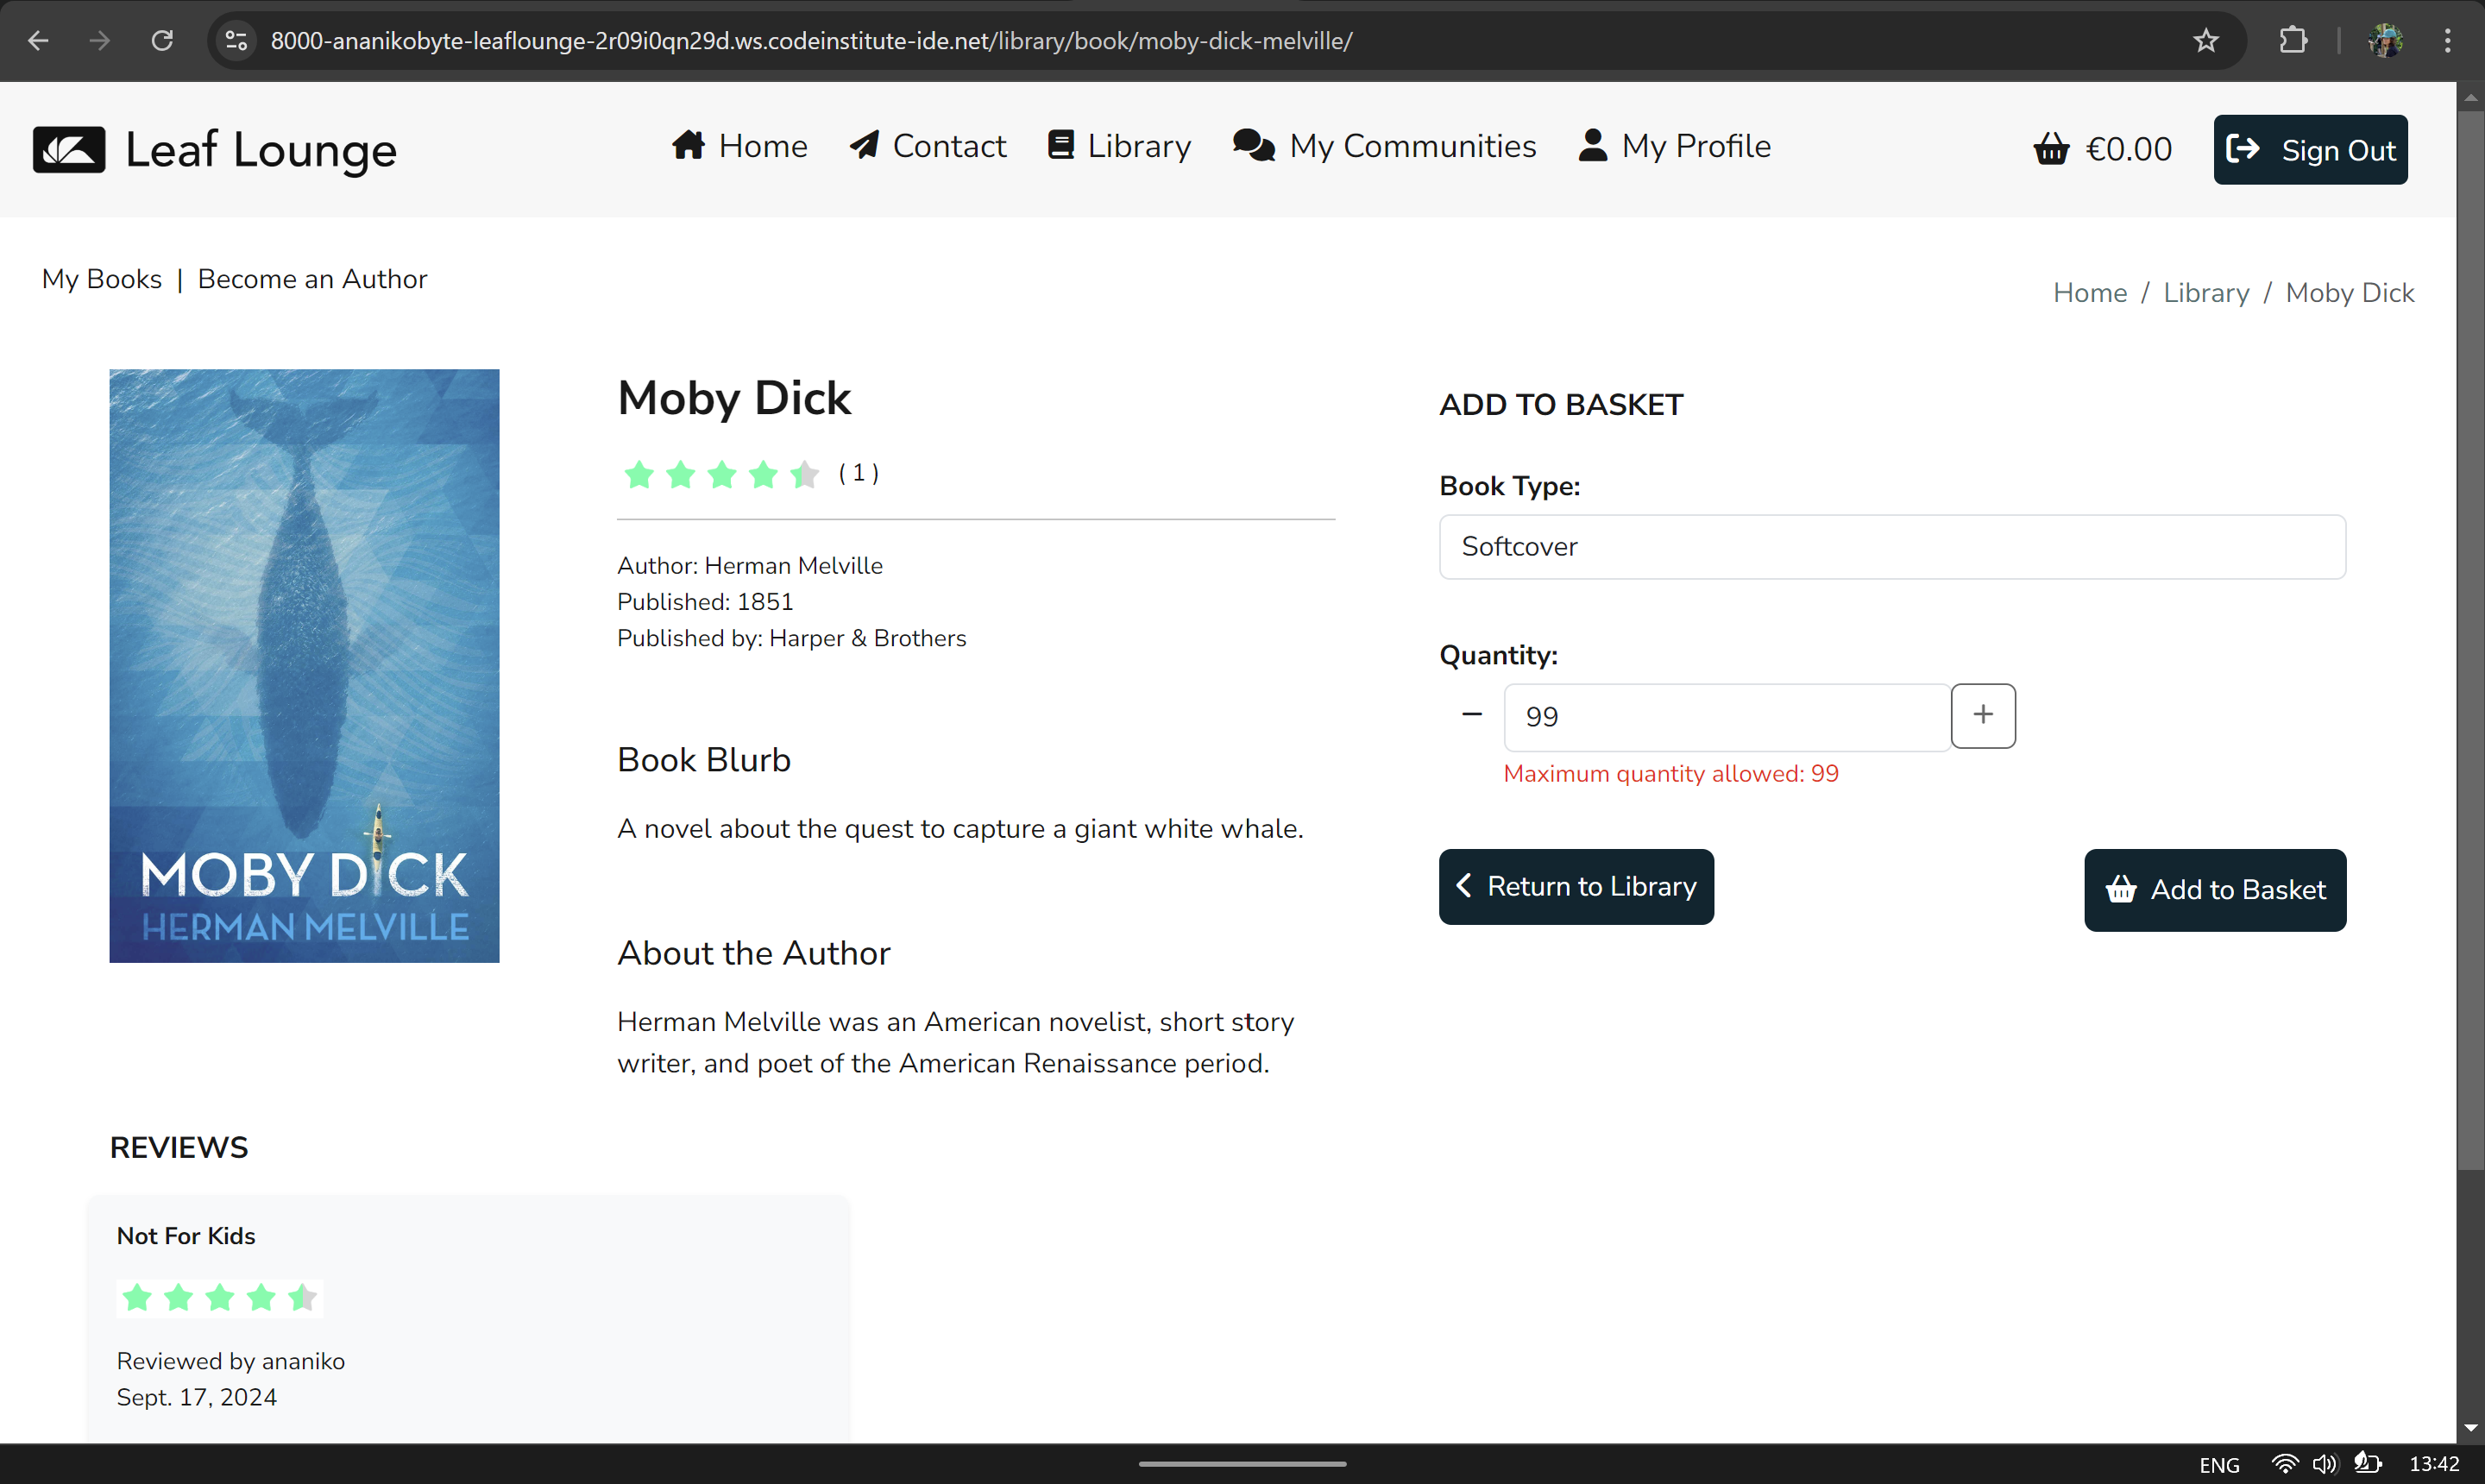 8000-ananikobyte-leaflounge-2r09i0qn29d.ws.codeinstitute-ide.net/library/book/moby-dick-melville/
Leaf Lounge
Home
Contact
Library
My Communities
My Profile
€0.00
Sign Out
My Books | Become an Author
Home / Library / Moby Dick
MOBY DICK
HERMAN MELVILLE
Moby Dick
( 1 )
Author: Herman Melville
Published: 1851
Published by: Harper & Brothers
Book Blurb
A novel about the quest to capture a giant white whale.
About the Author
Herman Melville was an American novelist, short story
writer, and poet of the American Renaissance period.
ADD TO BASKET
Book Type:
Softcover
Quantity:
− 99 +
Maximum quantity allowed: 99
Return to Library
Add to Basket
REVIEWS
Not For Kids
Reviewed by ananiko
Sept. 17, 2024
ENG
13:42